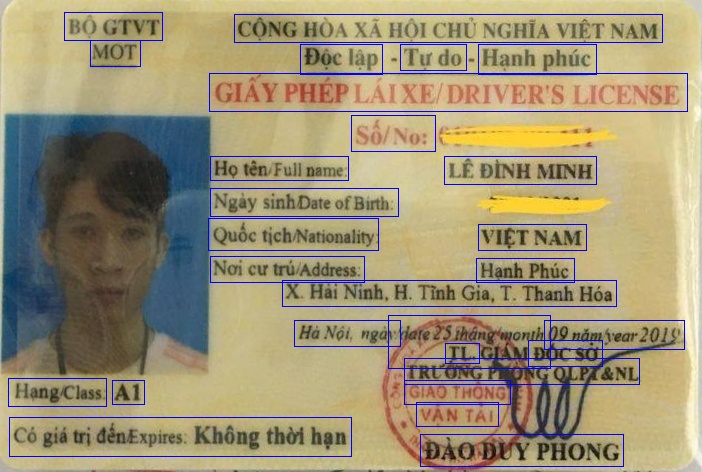 BỘ GTVT
MOT
CỘNG HÒA XÃ HỘI CHỦ NGHĨA VIỆT NAM
Độc lập - Tự do - Hạnh phúc
GIẤY PHÉP LÁI XE/DRIVER'S LICENSE
Số/No:
Họ tên/Full name: LÊ ĐÌNH MINH
Ngày sinh/Date of Birth:
Quốc tịch/Nationality: VIỆT NAM
Nơi cư trú/Address: Hạnh Phúc
X. Hải Ninh, H. Tĩnh Gia, T. Thanh Hóa
Hà Nội, ngày/date 25 tháng/month 09 năm/year 2019
TL. GIÁM ĐỐC SỞ
TRƯỞNG PHÒNG QLPT&NL
GIAO THÔNG
VẬN TẢI
Hạng/Class: A1
Có giá trị đến/Expires: Không thời hạn
ĐÀO DUY PHONG